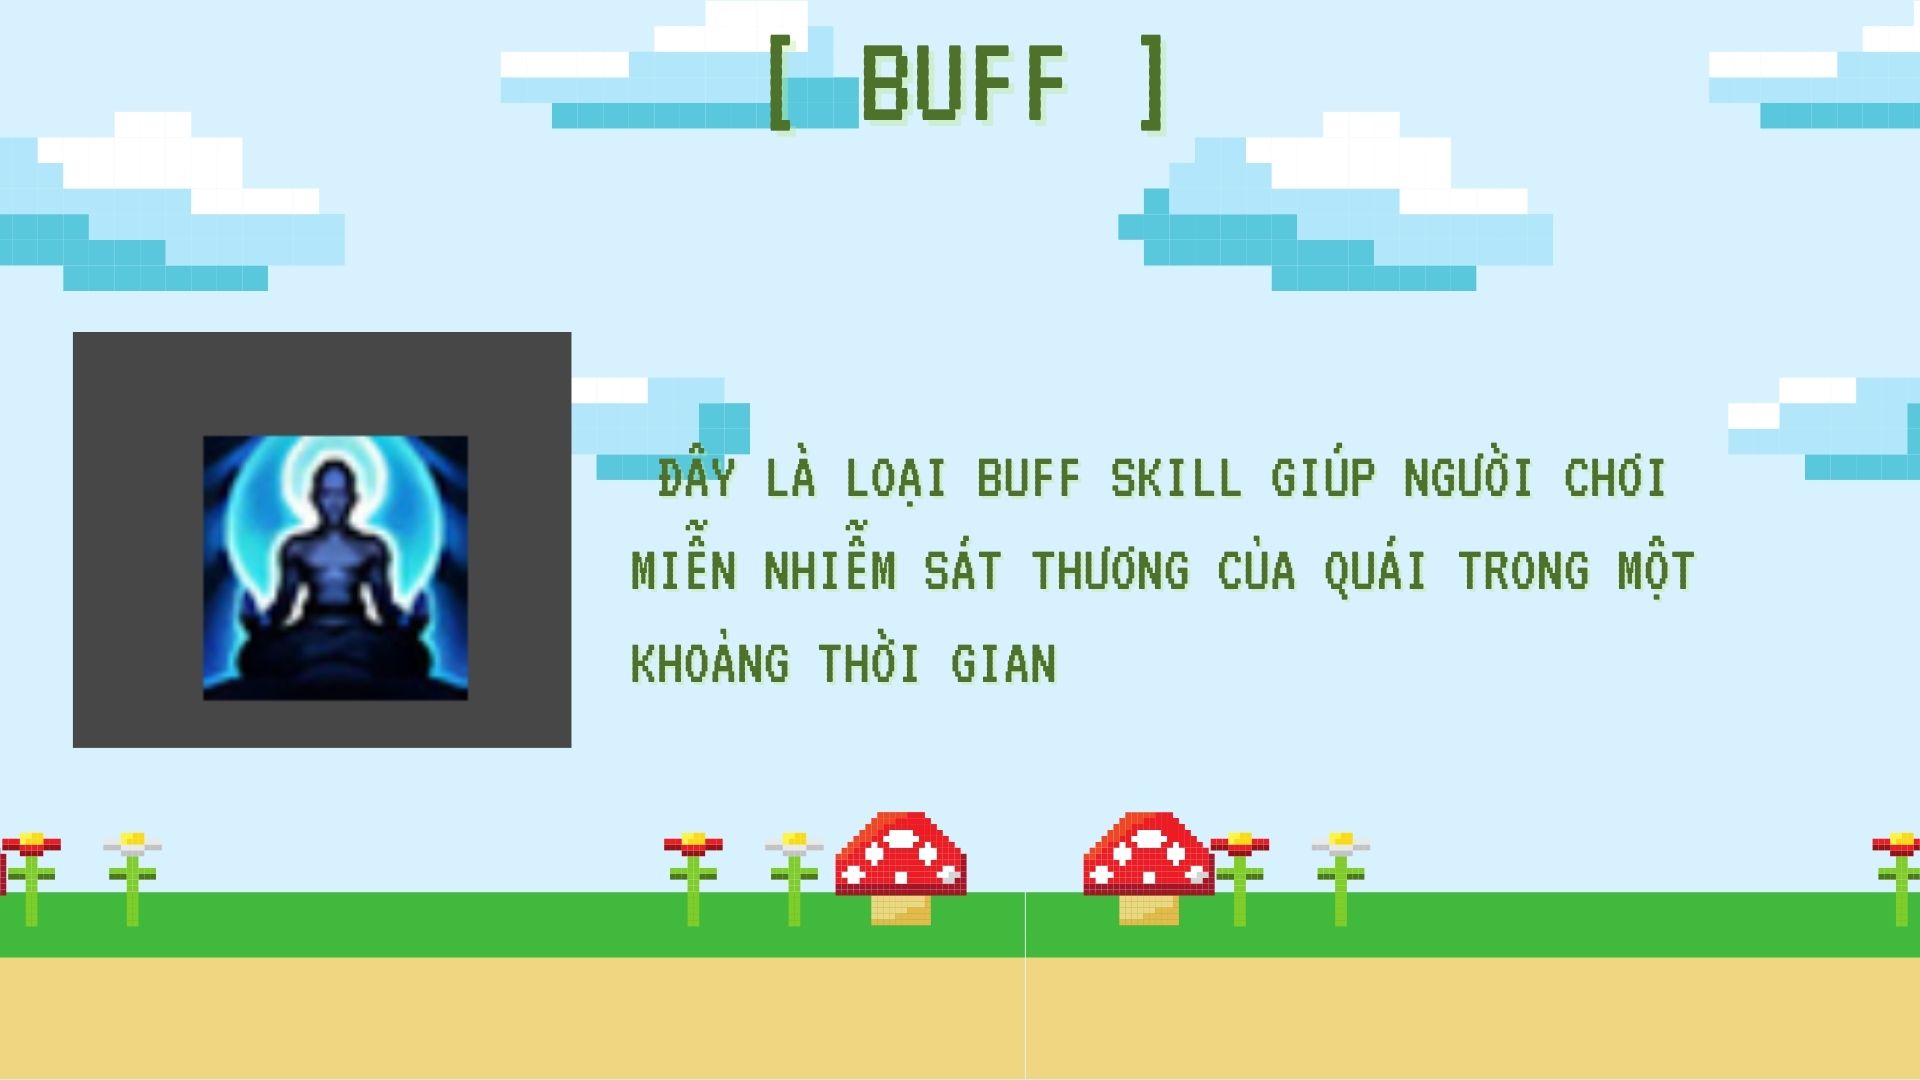 [ BUFF ]
ĐÂY LÀ LOẠI BUFF SKILL GIÚP NGƯỜI CHƠI
MIỄN NHIỄM SÁT THƯƠNG CỦA QUÁI TRONG MỘT
KHOẢNG THỜI GIAN